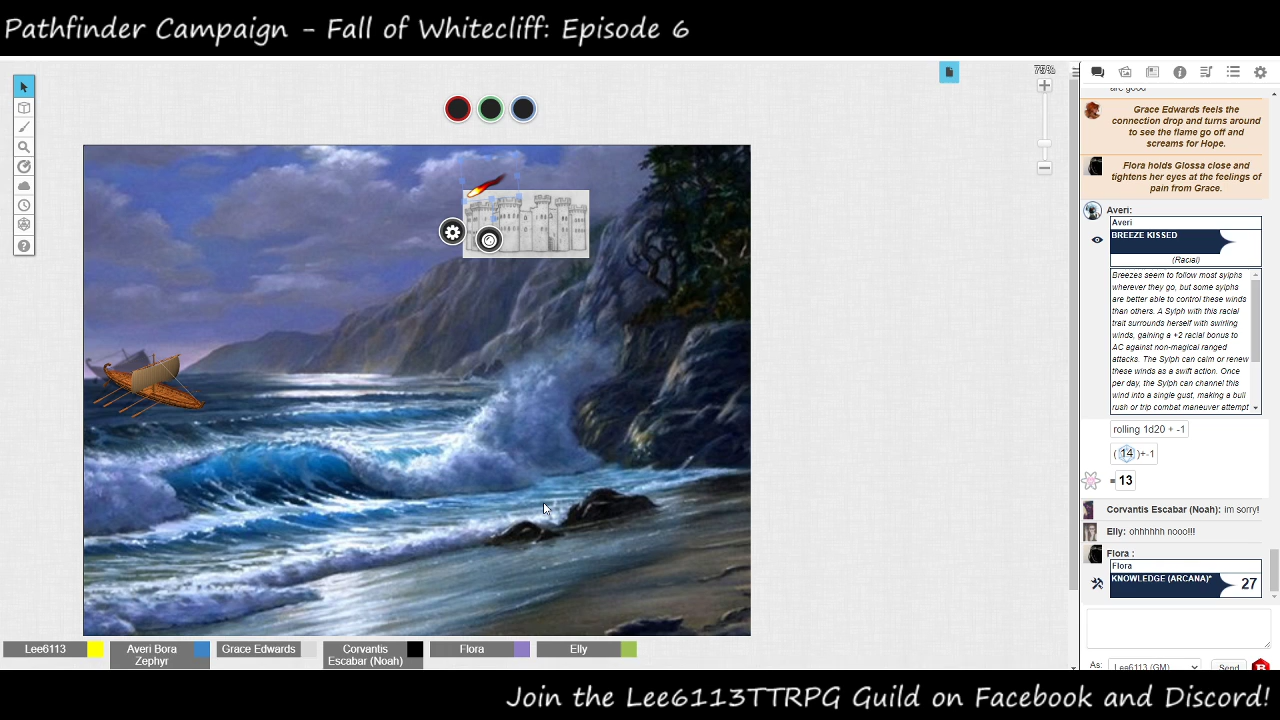 Pathfinder Campaign - Fall of Whitecliff: Episode 6
75%
are good
Grace Edwards feels the
connection drop and turns around
to see the flame go off and
screams for Hope.
Flora holds Glossa close and
tightens her eyes at the feelings of
pain from Grace.
Averi:
Averi
BREEZE KISSED
(Racial)
Breezes seem to follow most sylphs
wherever they go, but some sylphs
are better able to control these winds
than others. A Sylph with this racial
trait surrounds herself with swirling
winds, gaining a +2 racial bonus to
AC against non-magical ranged
attacks. The Sylph can calm or renew
these winds as a swift action. Once
per day, the Sylph can channel this
wind into a single gust, making a bull
rush or trip combat maneuver attempt
rolling 1d20 + -1
(14)+-1
=13
Corvantis Escabar (Noah): im sorry!
Elly: ohhhhhh nooo!!!
Flora :
Flora
KNOWLEDGE (ARCANA)* 27
Lee6113
Averi Bora
Zephyr
Grace Edwards
Corvantis
Escabar (Noah)
Flora
Elly
As: Lee6113 (GM) Send
Join the Lee6113TTRPG Guild on Facebook and Discord!